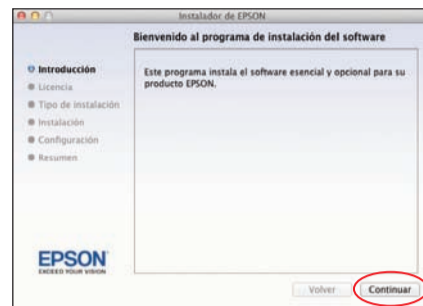 Instalador de EPSON
Bienvenido al programa de instalación del software
Introducción
Licencia
Tipo de instalación
Instalación
Configuración
Resumen
Este programa instala el software esencial y opcional para su
producto EPSON.
EPSON
EXCEED YOUR VISION
Volver
Continuar